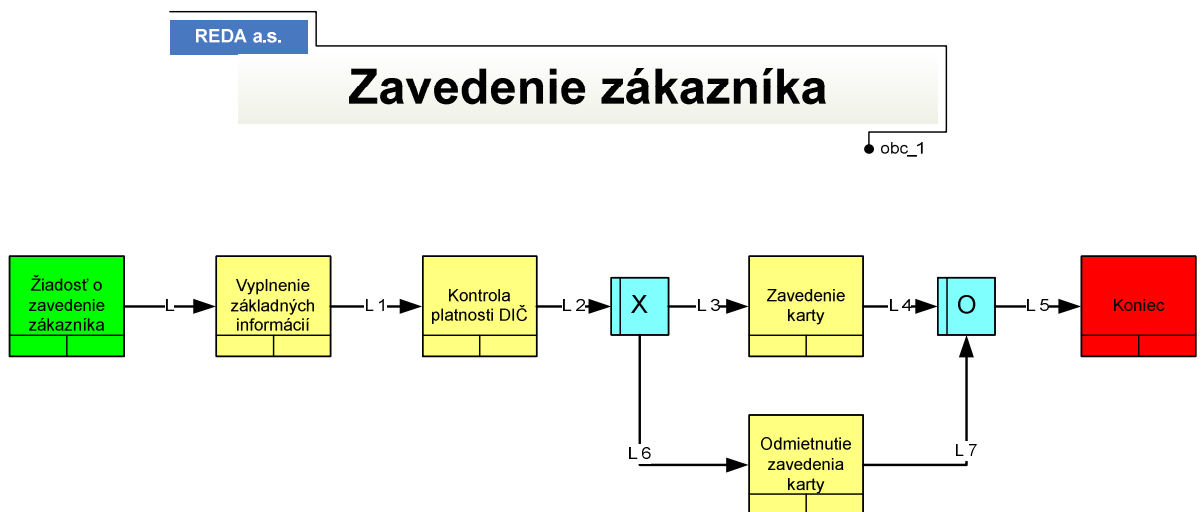 REDA a.s.
Zavedenie zákazníka
obc_1
Žiadosť o
zavedenie
zákazníka
L
Vyplnenie
základných
informácií
L 1
Kontrola
platnosti DIČ
L 2
X
L 3
Zavedenie
karty
L 4
O
L 5
Koniec
L 6
Odmietnutie
zavedenia
karty
L 7